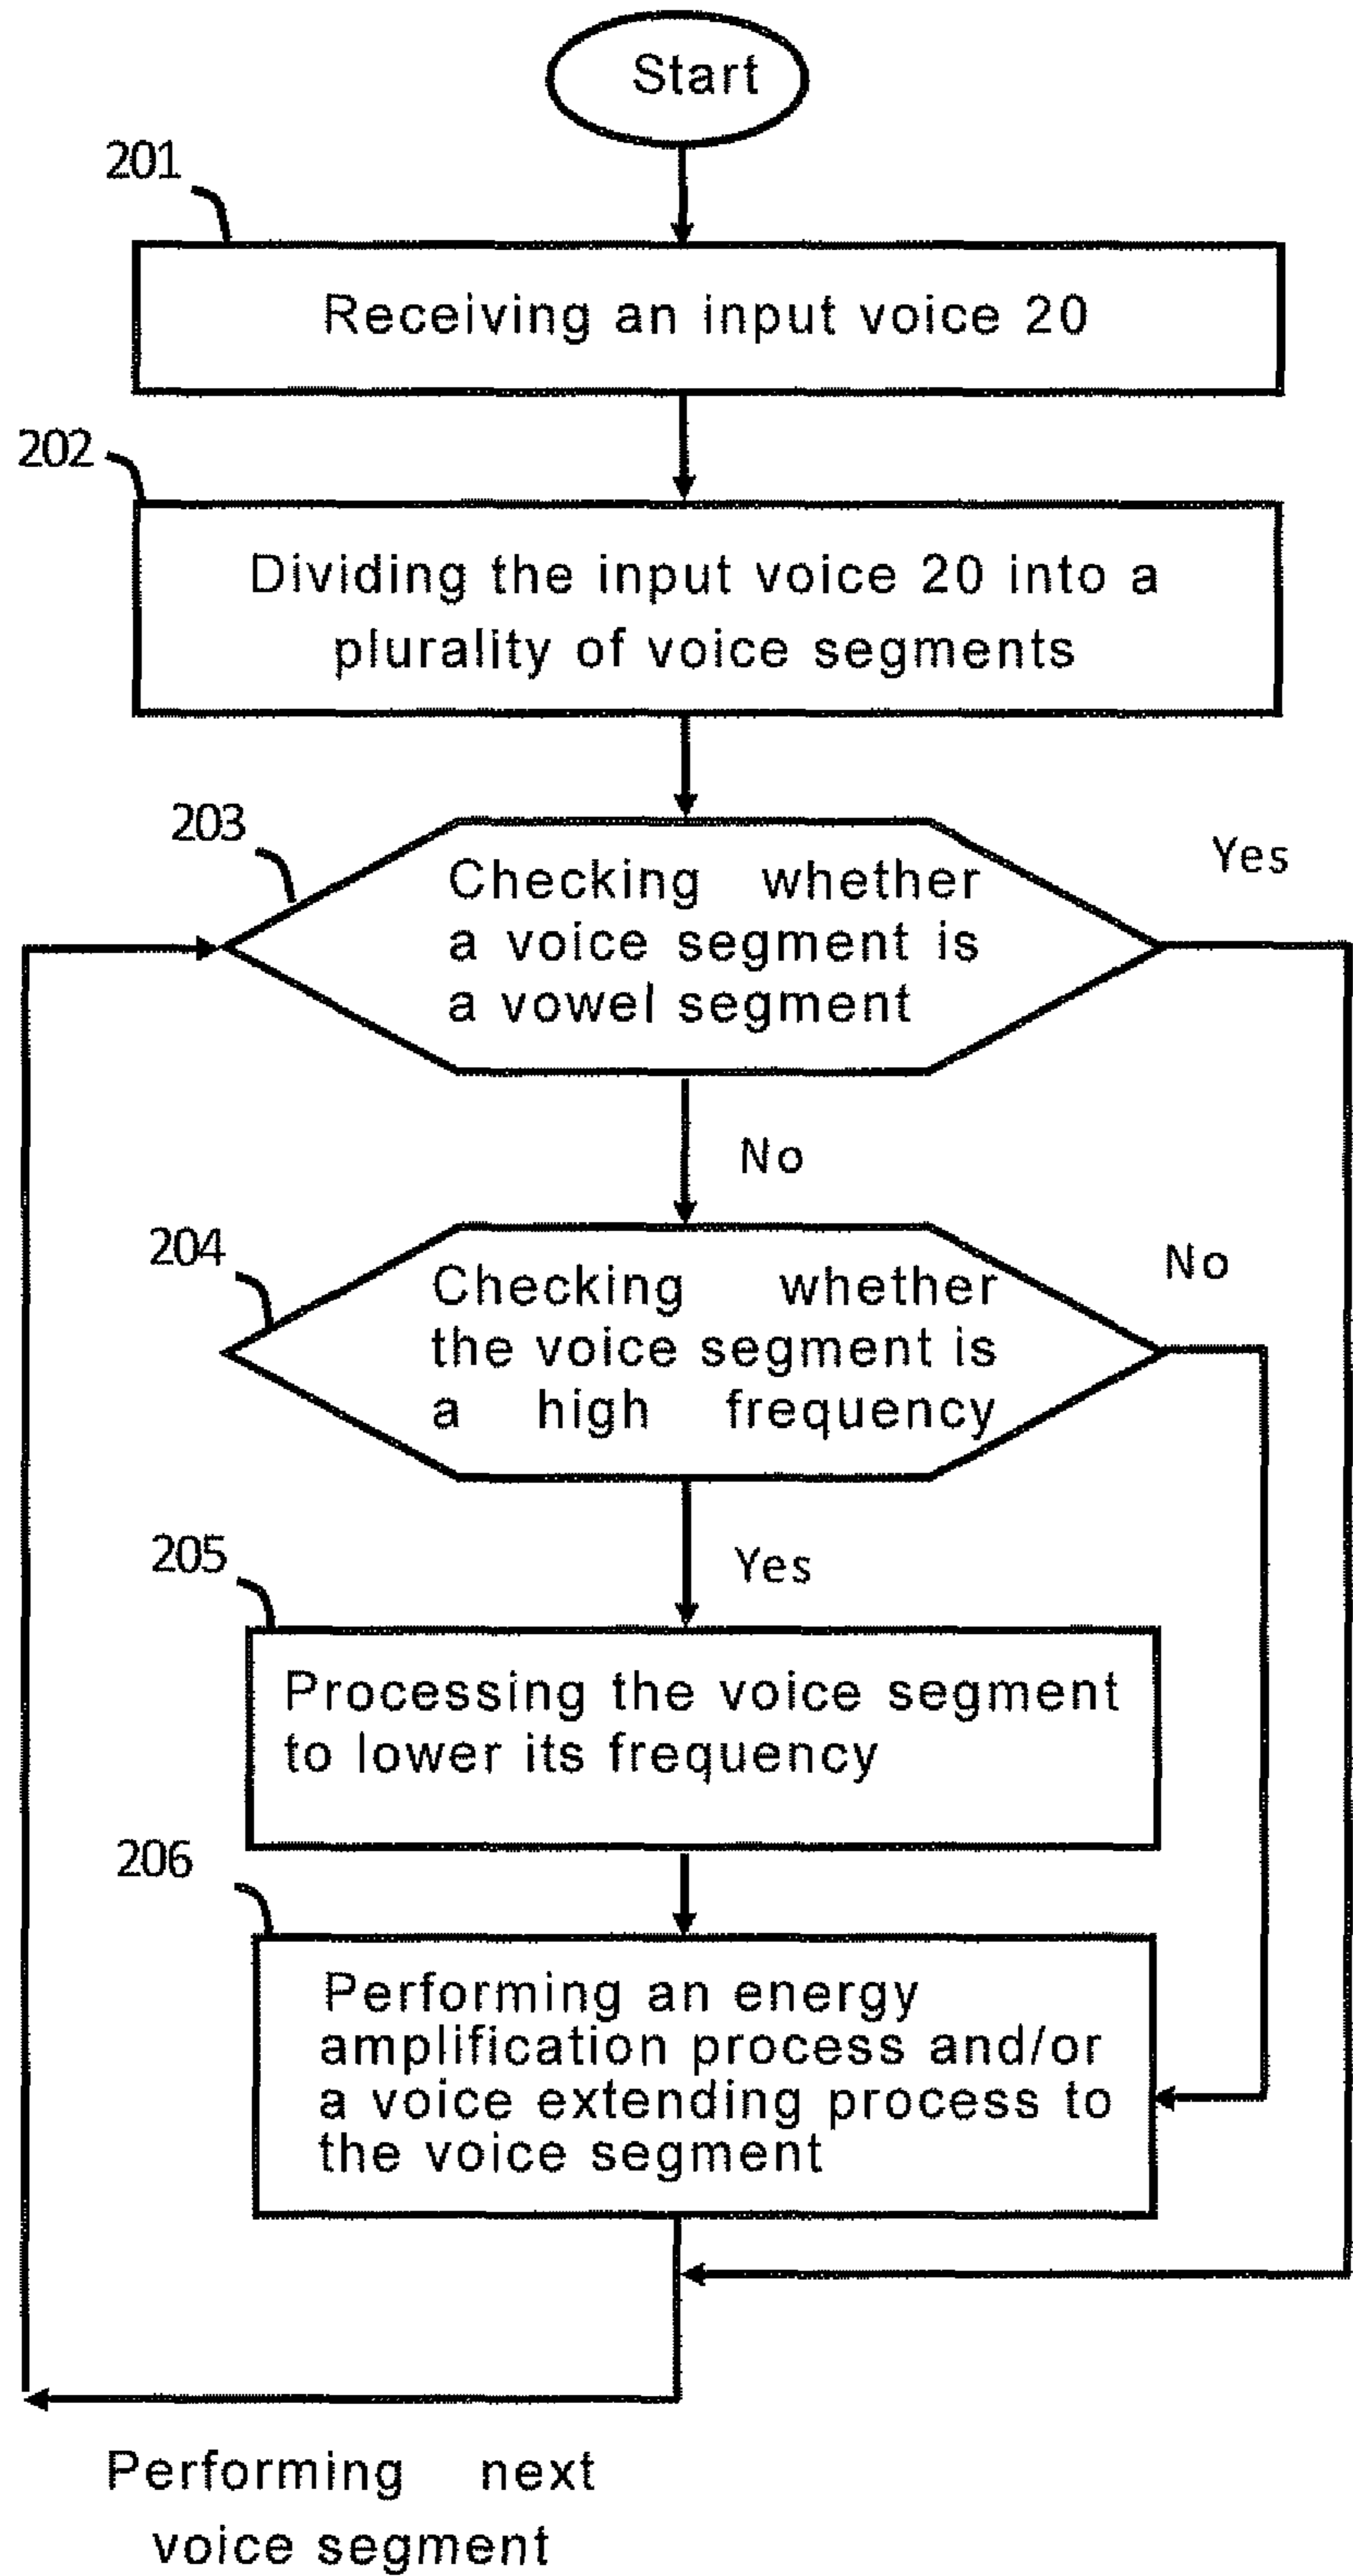 Start
201
Receiving an input voice 20
202
Dividing the input voice 20 into a
plurality of voice segments
203
Checking whether
a voice segment is
a vowel segment
Yes
No
204
Checking whether
the voice segment is
a high frequency
No
Yes
205
Processing the voice segment
to lower its frequency
206
Performing an energy
amplification process and/or
a voice extending process to
the voice segment
Performing next
voice segment